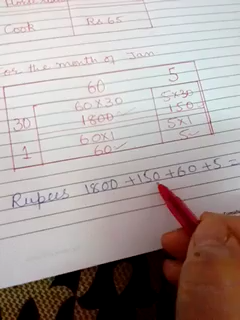 Cook Rs.65
For the month of Jan
60 5
30 60×30 5×30
1800 150
1 60×1 5×1
60 5
Rupees 1800 + 150 + 60 + 5 =